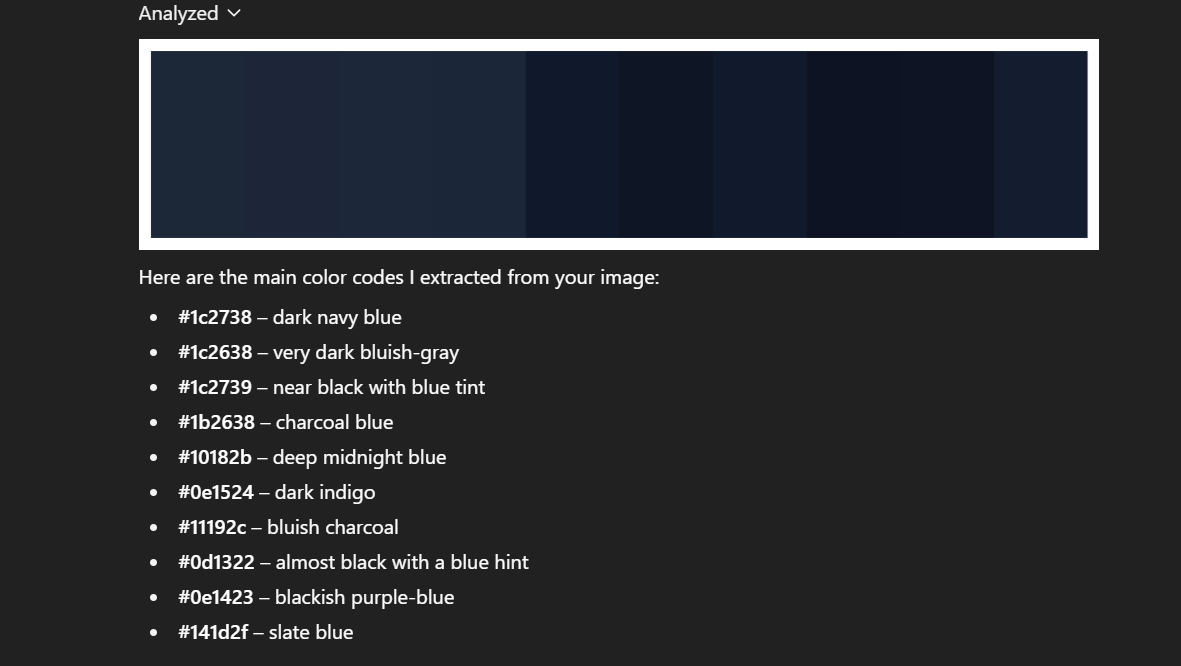 Analyzed
Here are the main color codes I extracted from your image:
#1c2738 – dark navy blue
#1c2638 – very dark bluish-gray
#1c2739 – near black with blue tint
#1b2638 – charcoal blue
#10182b – deep midnight blue
#0e1524 – dark indigo
#11192c – bluish charcoal
#0d1322 – almost black with a blue hint
#0e1423 – blackish purple-blue
#141d2f – slate blue